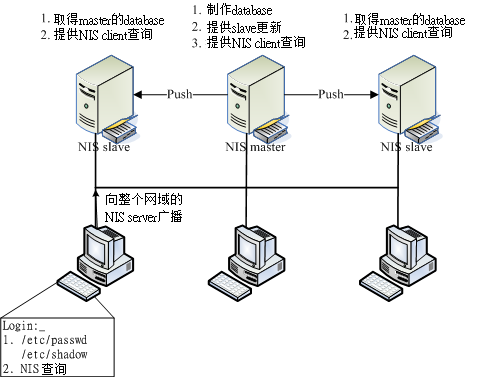 1. 取得master的database
2. 提供NIS client查询
1. 制作database
2. 提供slave更新
3. 提供NIS client查询
1. 取得master的database
2. 提供NIS client查询
Push
Push
NIS slave
NIS master
NIS slave
向整个网域的
NIS server广播
Login:_
1. /etc/passwd
/etc/shadow
2. NIS 查询